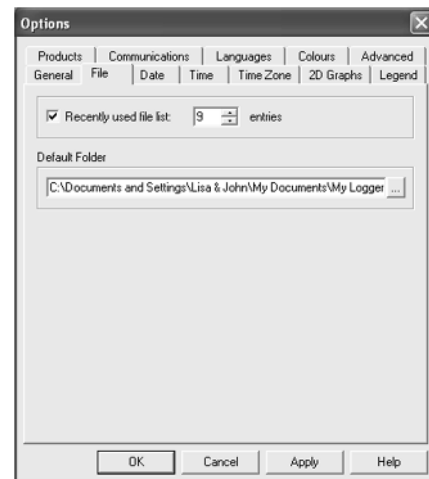 Options
Products Communications Languages Colours Advanced
General File Date Time Time Zone 2D Graphs Legend
Recently used file list: 9 entries
Default Folder
C:\Documents and Settings\Lisa & John\My Documents\My Logger ...
OK Cancel Apply Help